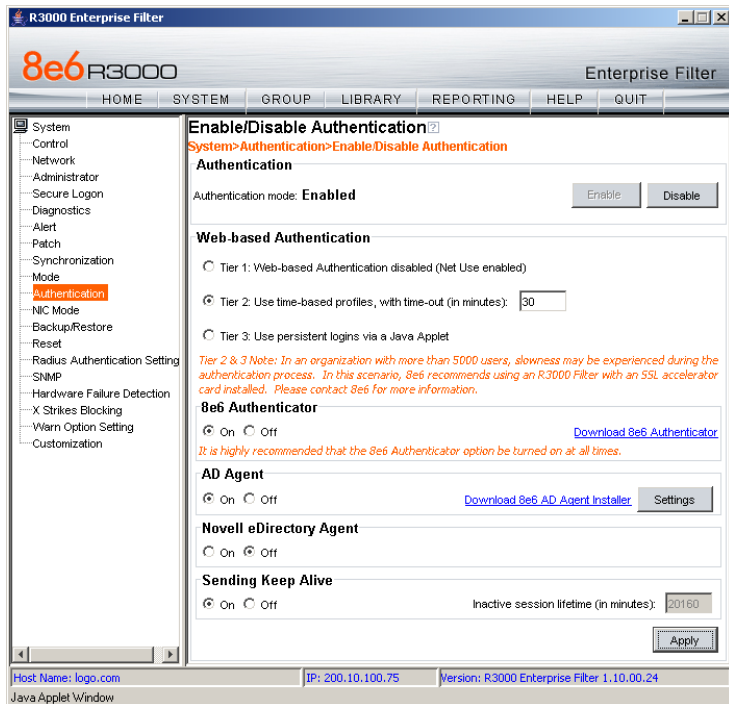 R3000 Enterprise Filter
8e6 R3000
Enterprise Filter
HOME SYSTEM GROUP LIBRARY REPORTING HELP QUIT
System
Control
Network
Administrator
Secure Logon
Diagnostics
Alert
Patch
Synchronization
Mode
Authentication
NIC Mode
Backup/Restore
Reset
Radius Authentication Setting
SNMP
Hardware Failure Detection
X Strikes Blocking
Warn Option Setting
Customization
Enable/Disable Authentication ?
System>Authentication>Enable/Disable Authentication
Authentication
Authentication mode: Enabled Enable Disable
Web-based Authentication
Tier 1: Web-based Authentication disabled (Net Use enabled)
Tier 2: Use time-based profiles, with time-out (in minutes): 30
Tier 3: Use persistent logins via a Java Applet
Tier 2 & 3 Note: In an organization with more than 5000 users, slowness may be experienced during the
authentication process. In this scenario, 8e6 recommends using an R3000 Filter with an SSL accelerator
card installed. Please contact 8e6 for more information.
8e6 Authenticator
On Off Download 8e6 Authenticator
It is highly recommended that the 8e6 Authenticator option be turned on at all times.
AD Agent
On Off Download 8e6 AD Agent Installer Settings
Novell eDirectory Agent
On Off
Sending Keep Alive
On Off Inactive session lifetime (in minutes): 20160
Apply
Host Name: logo.com IP: 200.10.100.75 Version: R3000 Enterprise Filter 1.10.00.24
Java Applet Window